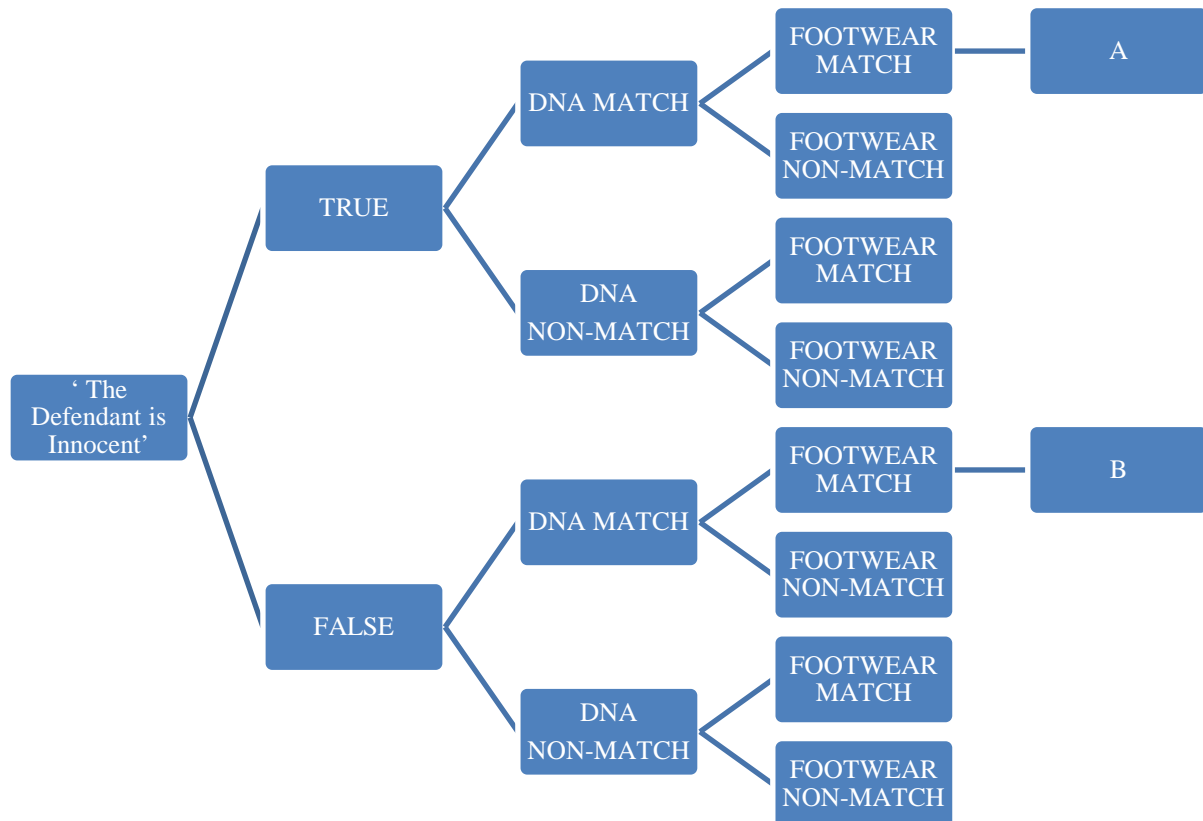 ‘ The
Defendant is
Innocent’
TRUE
DNA MATCH
FOOTWEAR
MATCH
A
FOOTWEAR
NON-MATCH
DNA
NON-MATCH
FOOTWEAR
MATCH
FOOTWEAR
NON-MATCH
FALSE
DNA MATCH
FOOTWEAR
MATCH
B
FOOTWEAR
NON-MATCH
DNA
NON-MATCH
FOOTWEAR
MATCH
FOOTWEAR
NON-MATCH